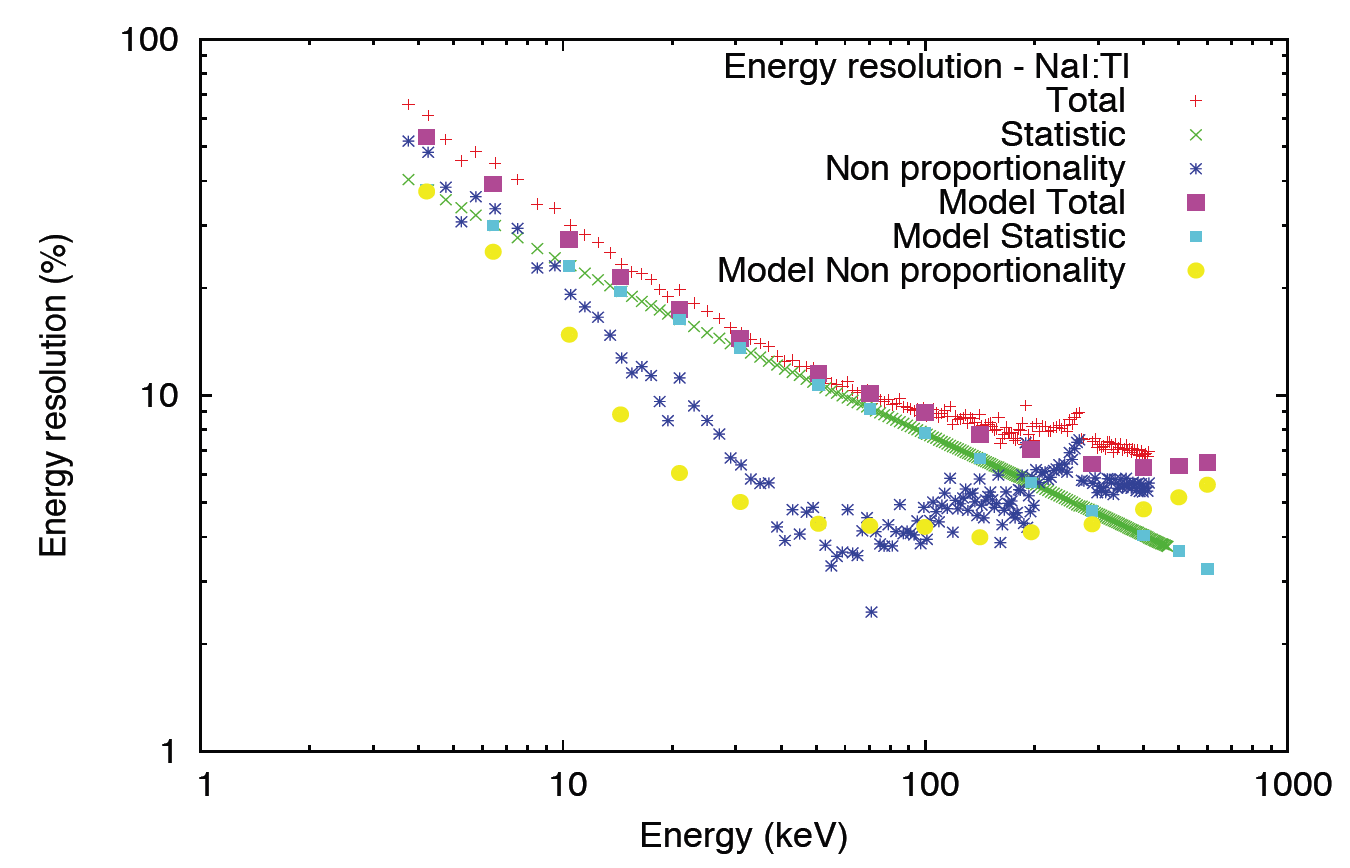 100
10
1
Energy resolution (%)
Energy resolution - NaI:Tl
Total
Statistic
Non proportionality
Model Total
Model Statistic
Model Non proportionality
1
10
100
1000
Energy (keV)